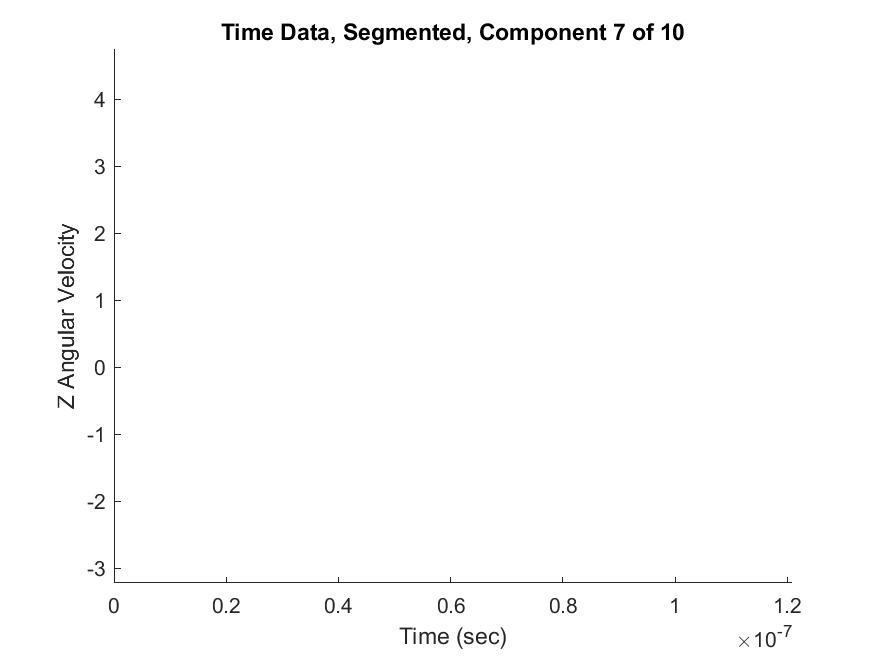 Time Data, Segmented, Component 7 of 10
Z Angular Velocity
4
3
2
1
0
-1
-2
-3
0 0.2 0.4 0.6 0.8 1 1.2
Time (sec)
×10-7